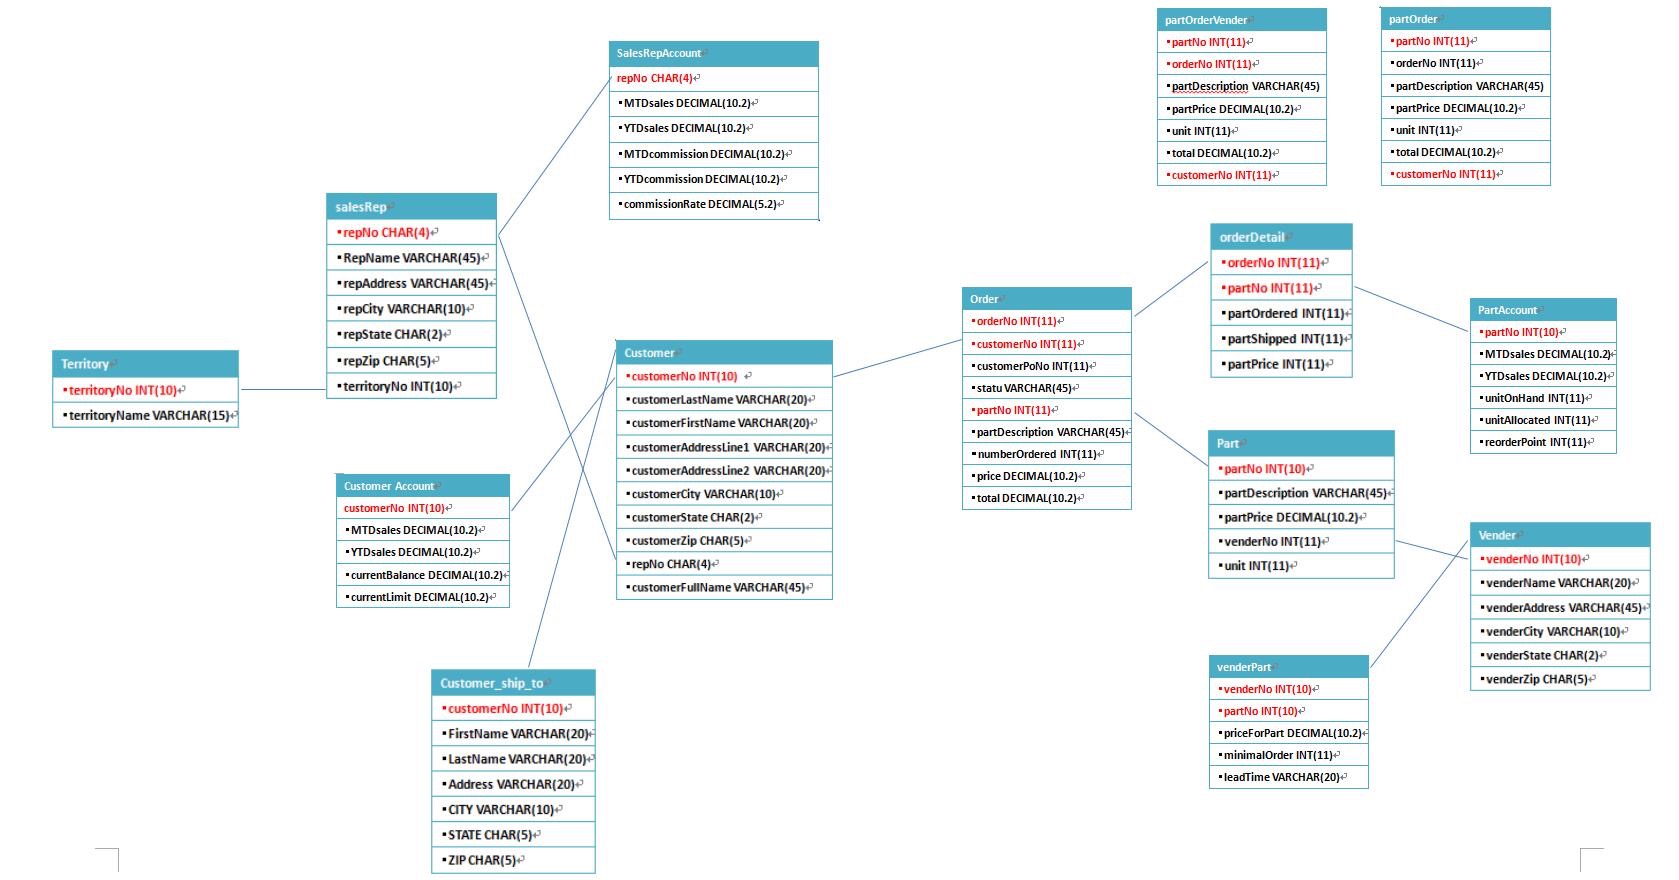 partOrderVender
partNo INT(11)
orderNo INT(11)
partDescription VARCHAR(45)
partPrice DECIMAL(10.2)
unit INT(11)
total DECIMAL(10.2)
customerNo INT(11)
partOrder
partNo INT(11)
orderNo INT(11)
partDescription VARCHAR(45)
partPrice DECIMAL(10.2)
unit INT(11)
total DECIMAL(10.2)
customerNo INT(11)
SalesRepAccount
repNo CHAR(4)
MTDsales DECIMAL(10.2)
YTDsales DECIMAL(10.2)
MTDcommission DECIMAL(10.2)
YTDcommission DECIMAL(10.2)
commissionRate DECIMAL(5.2)
salesRep
repNo CHAR(4)
RepName VARCHAR(45)
repAddress VARCHAR(45)
repCity VARCHAR(10)
repState CHAR(2)
repZip CHAR(5)
territoryNo INT(10)
orderDetail
orderNo INT(11)
partNo INT(11)
partOrdered INT(11)
partShipped INT(11)
partPrice INT(11)
Order
orderNo INT(11)
customerNo INT(11)
customerPoNo INT(11)
statu VARCHAR(45)
partNo INT(11)
partDescription VARCHAR(45)
numberOrdered INT(11)
price DECIMAL(10.2)
total DECIMAL(10.2)
PartAccount
partNo INT(10)
MTDsales DECIMAL(10.2)
YTDsales DECIMAL(10.2)
unitOnHand INT(11)
unitAllocated INT(11)
reorderPoint INT(11)
Territory
territoryNo INT(10)
territoryName VARCHAR(15)
Customer
customerNo INT(10)
customerLastName VARCHAR(20)
customerFirstName VARCHAR(20)
customerAddressLine1 VARCHAR(20)
customerAddressLine2 VARCHAR(20)
customerCity VARCHAR(10)
customerState CHAR(2)
customerZip CHAR(5)
repNo CHAR(4)
customerFullName VARCHAR(45)
Part
partNo INT(10)
partDescription VARCHAR(45)
partPrice DECIMAL(10.2)
venderNo INT(11)
unit INT(11)
Customer Account
customerNo INT(10)
MTDsales DECIMAL(10.2)
YTDsales DECIMAL(10.2)
currentBalance DECIMAL(10.2)
currentLimit DECIMAL(10.2)
Vender
venderNo INT(10)
venderName VARCHAR(20)
venderAddress VARCHAR(45)
venderCity VARCHAR(10)
venderState CHAR(2)
venderZip CHAR(5)
venderPart
venderNo INT(10)
partNo INT(10)
priceForPart DECIMAL(10.2)
minimalOrder INT(11)
leadTime VARCHAR(20)
Customer_ship_to
customerNo INT(10)
FirstName VARCHAR(20)
LastName VARCHAR(20)
Address VARCHAR(20)
CITY VARCHAR(10)
STATE CHAR(5)
ZIP CHAR(5)